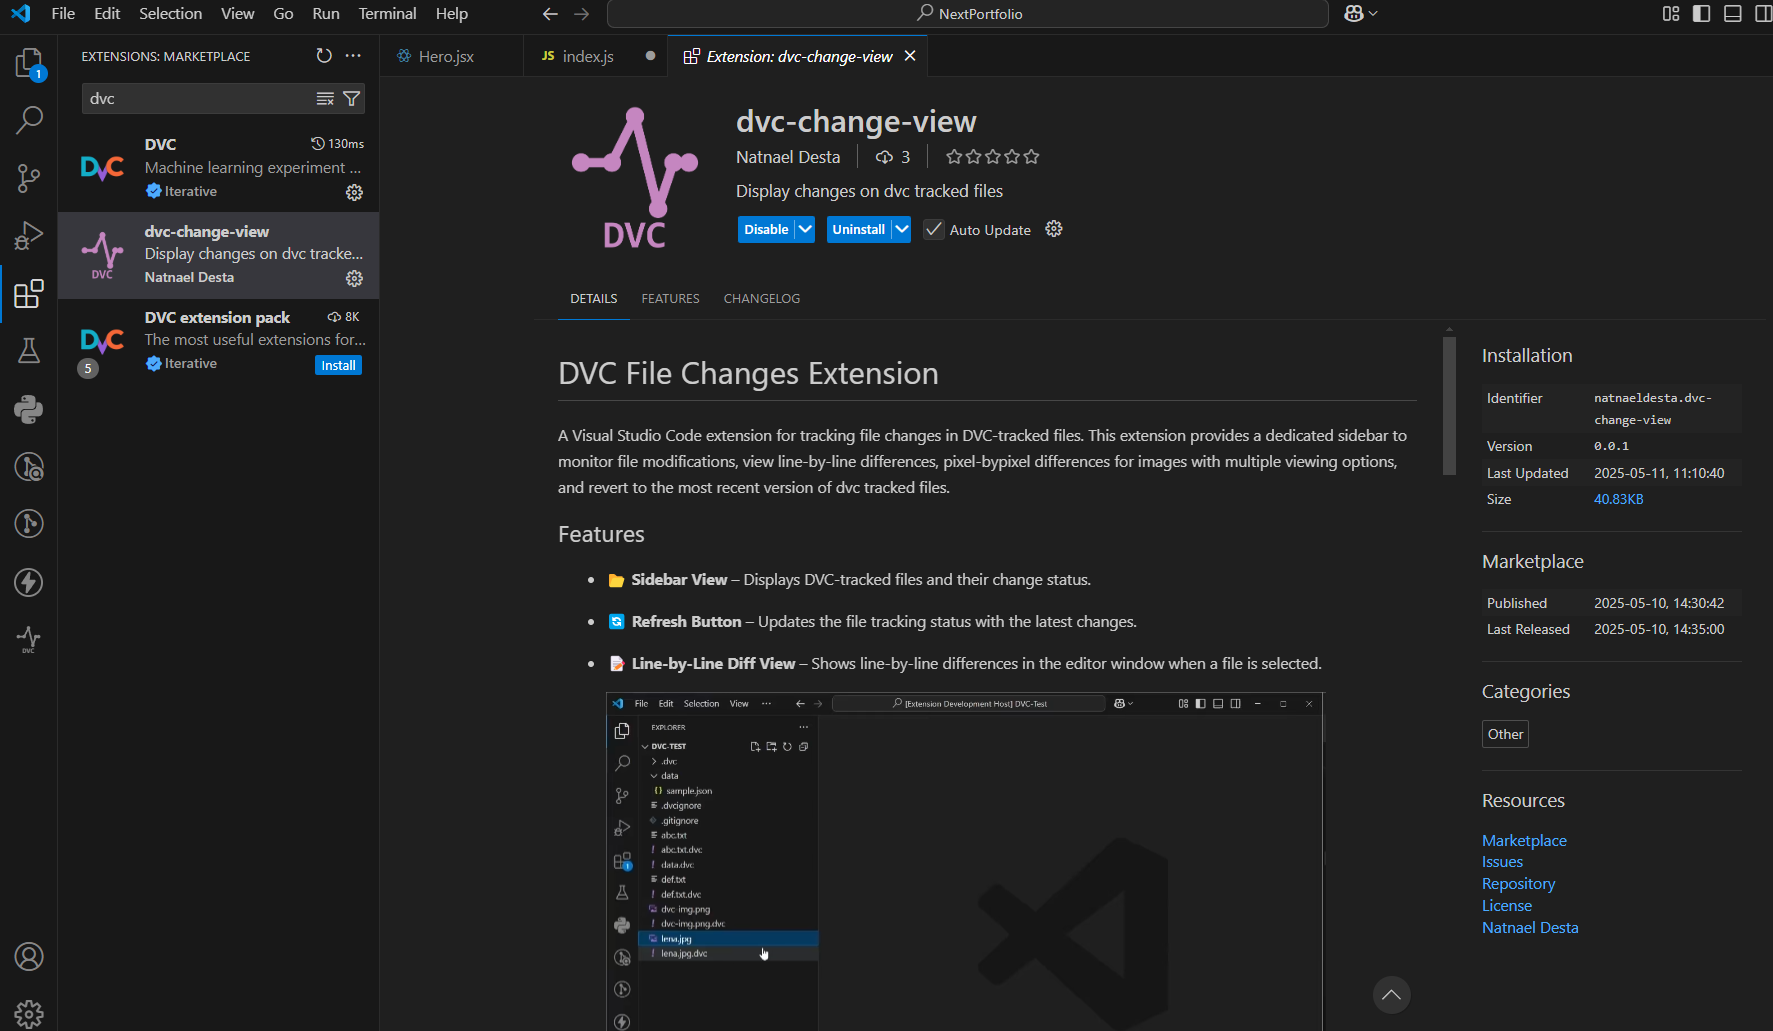 File Edit Selection View Go Run Terminal Help
NextPortfolio
1
EXTENSIONS: MARKETPLACE
dvc
DVC
130ms
Machine learning experiment ...
Iterative
dvc-change-view
Display changes on dvc tracke...
Natnael Desta
DVC
DVC extension pack
8K
The most useful extensions for...
Iterative
Install
5
DVC
Hero.jsx
JS index.js
Extension: dvc-change-view
DVC
dvc-change-view
Natnael Desta
3
Display changes on dvc tracked files
Disable
Uninstall
Auto Update
DETAILS FEATURES CHANGELOG
DVC File Changes Extension
A Visual Studio Code extension for tracking file changes in DVC-tracked files. This extension provides a dedicated sidebar to
monitor file modifications, view line-by-line differences, pixel-bypixel differences for images with multiple viewing options,
and revert to the most recent version of dvc tracked files.
Features
• Sidebar View – Displays DVC-tracked files and their change status.
• Refresh Button – Updates the file tracking status with the latest changes.
• Line-by-Line Diff View – Shows line-by-line differences in the editor window when a file is selected.
File Edit Selection View ...
[Extension Development Host] DVC-Test
EXPLORER
DVC-TEST
.dvc
data
{} sample.json
.dvcignore
.gitignore
abc.txt
! abc.txt.dvc
! data.dvc
def.txt
! def.txt.dvc
dvc-img.png
! dvc-img.png.dvc
lena.jpg
! lena.jpg.dvc
1
Installation
Identifier natnaeldesta.dvc-
change-view
Version 0.0.1
Last Updated 2025-05-11, 11:10:40
Size 40.83KB
Marketplace
Published 2025-05-10, 14:30:42
Last Released 2025-05-10, 14:35:00
Categories
Other
Resources
Marketplace
Issues
Repository
License
Natnael Desta